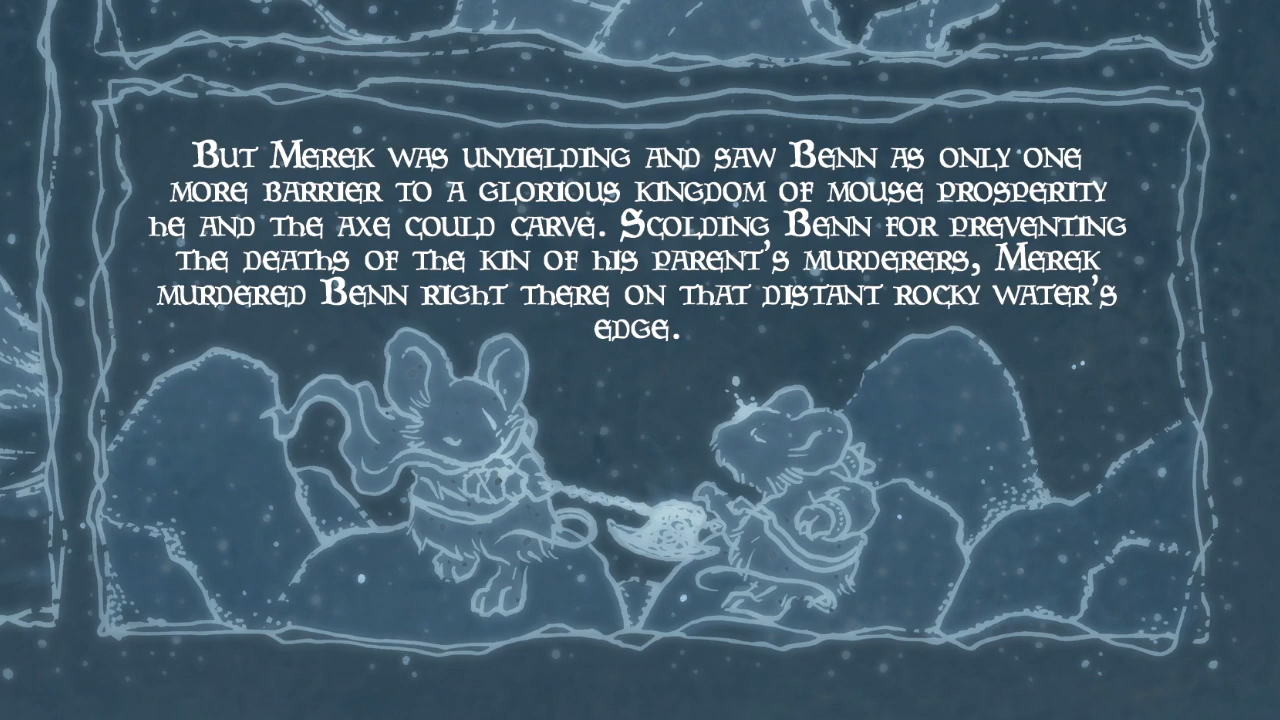 But Merek was unyielding and saw Benn as only one
more barrier to a glorious kingdom of mouse prosperity
he and the axe could carve. Scolding Benn for preventing
the deaths of the kin of his parent's murderers, Merek
murdered Benn right there on that distant rocky water's
edge.